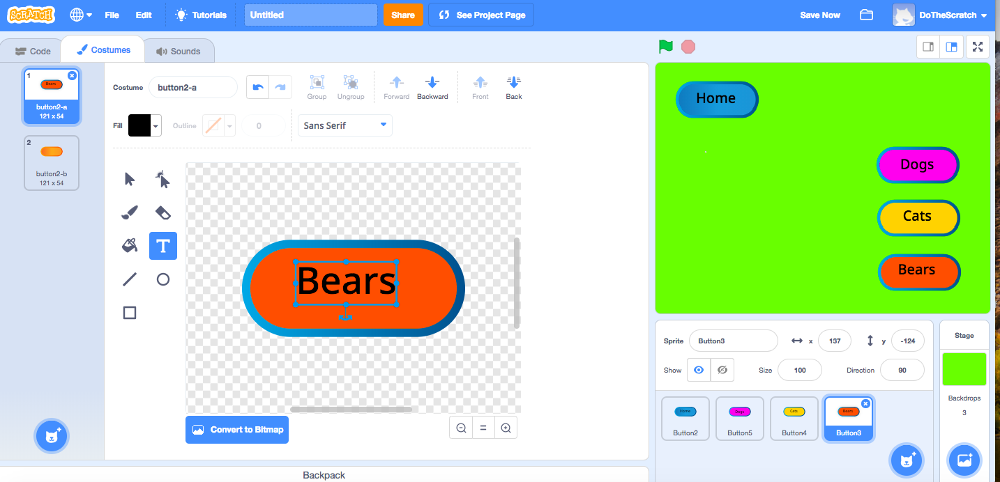 SCRATCH File Edit Tutorials Untitled Share See Project Page Save Now DoTheScratch
Code Costumes Sounds
1
Bears
button2-a
121 x 54
2
button2-b
121 x 54
Costume button2-a Group Ungroup Forward Backward Front Back
Fill Outline 0 Sans Serif
T
Bears
Convert to Bitmap
Backpack
Home
Dogs
Cats
Bears
Sprite Button3 x 137 y -124
Show Size 100 Direction 90
Home Dogs Cats Bears
Button2 Button5 Button4 Button3
Stage
Backdrops
3